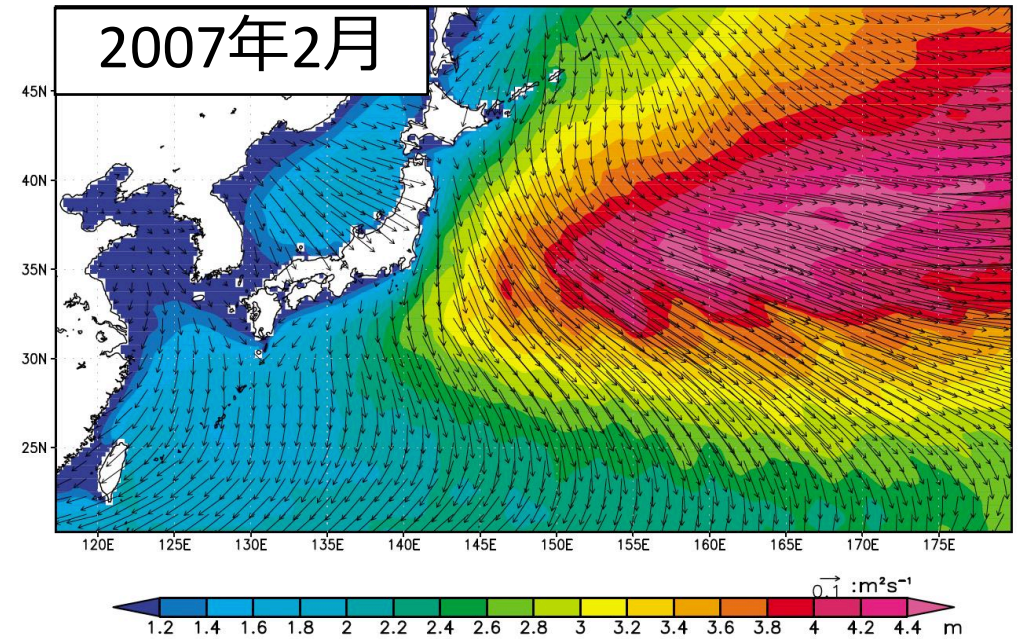 2007年2月
45N
40N
35N
30N
25N
120E 125E 130E 135E 140E 145E 150E 155E 160E 165E 170E 175E
0.1 :m²s⁻¹
1.2 1.4 1.6 1.8 2 2.2 2.4 2.6 2.8 3 3.2 3.4 3.6 3.8 4 4.2 4.4 m